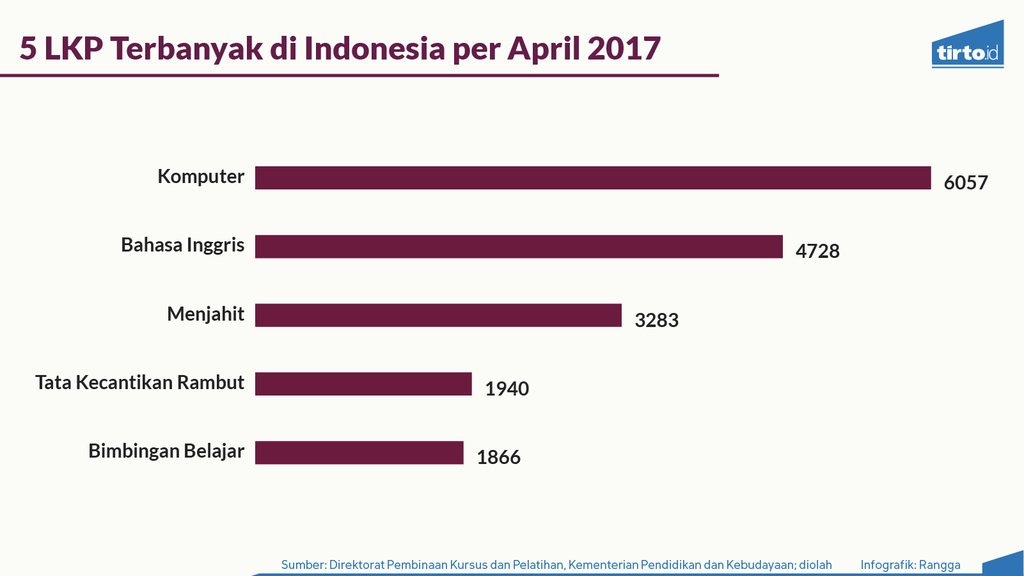 5 LKP Terbanyak di Indonesia per April 2017
tirto.id
Komputer 6057
Bahasa Inggris 4728
Menjahit 3283
Tata Kecantikan Rambut 1940
Bimbingan Belajar 1866
Sumber: Direktorat Pembinaan Kursus dan Pelatihan, Kementerian Pendidikan dan Kebudayaan; diolah Infografik: Rangga